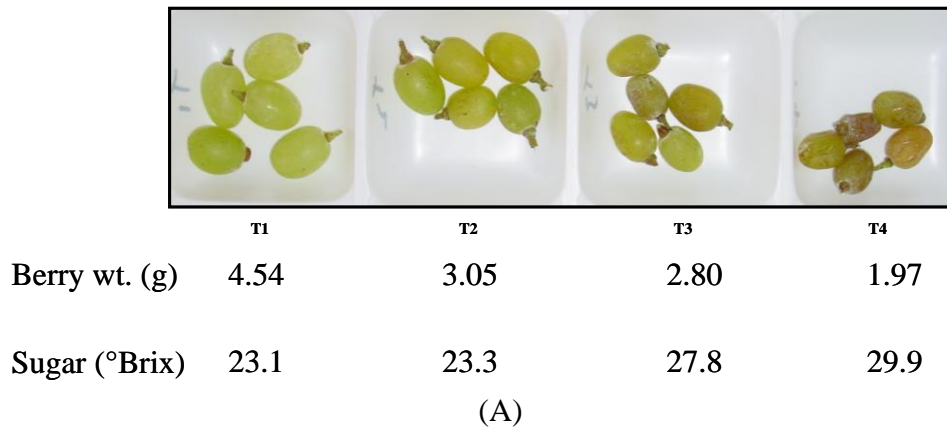 T1 T2 T3 T4
Berry wt. (g) 4.54 3.05 2.80 1.97
Sugar (°Brix) 23.1 23.3 27.8 29.9
(A)